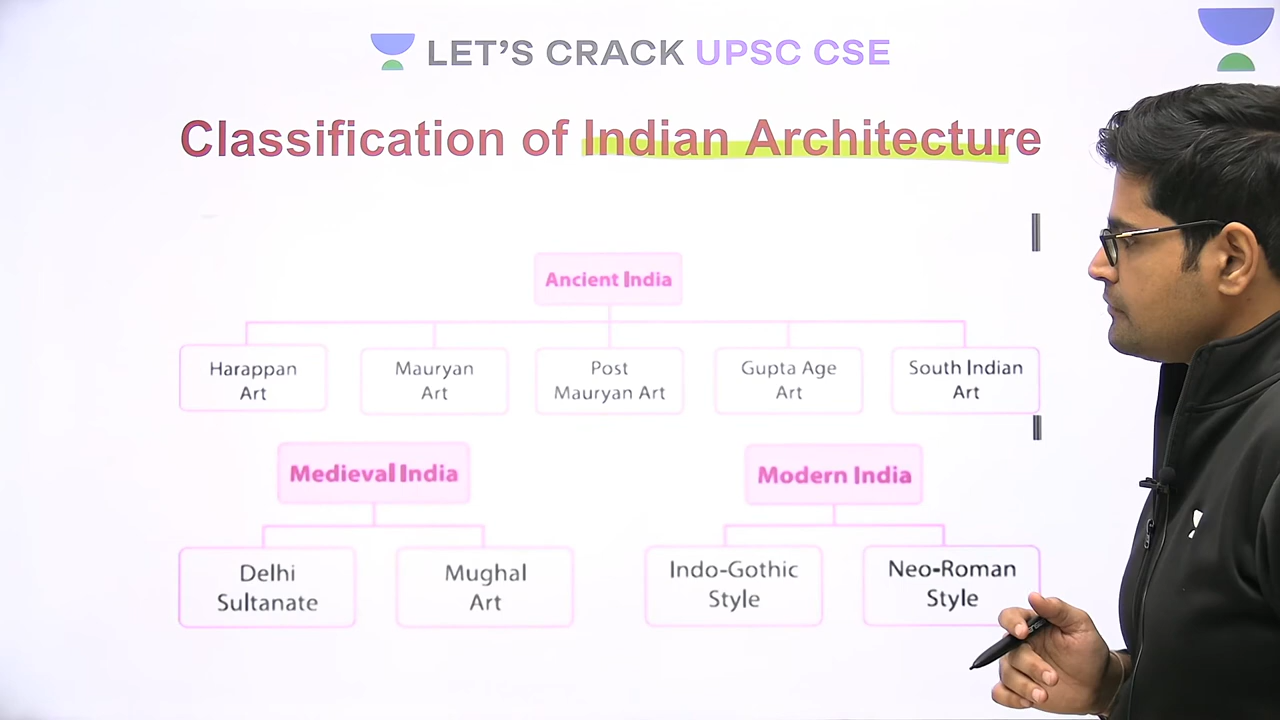 LET'S CRACK UPSC CSE
Classification of Indian Architecture
Ancient India
Harappan
Art
Mauryan
Art
Post
Mauryan Art
Gupta Age
Art
South Indian
Art
Medieval India
Delhi
Sultanate
Mughal
Art
Modern India
Indo-Gothic
Style
Neo-Roman
Style